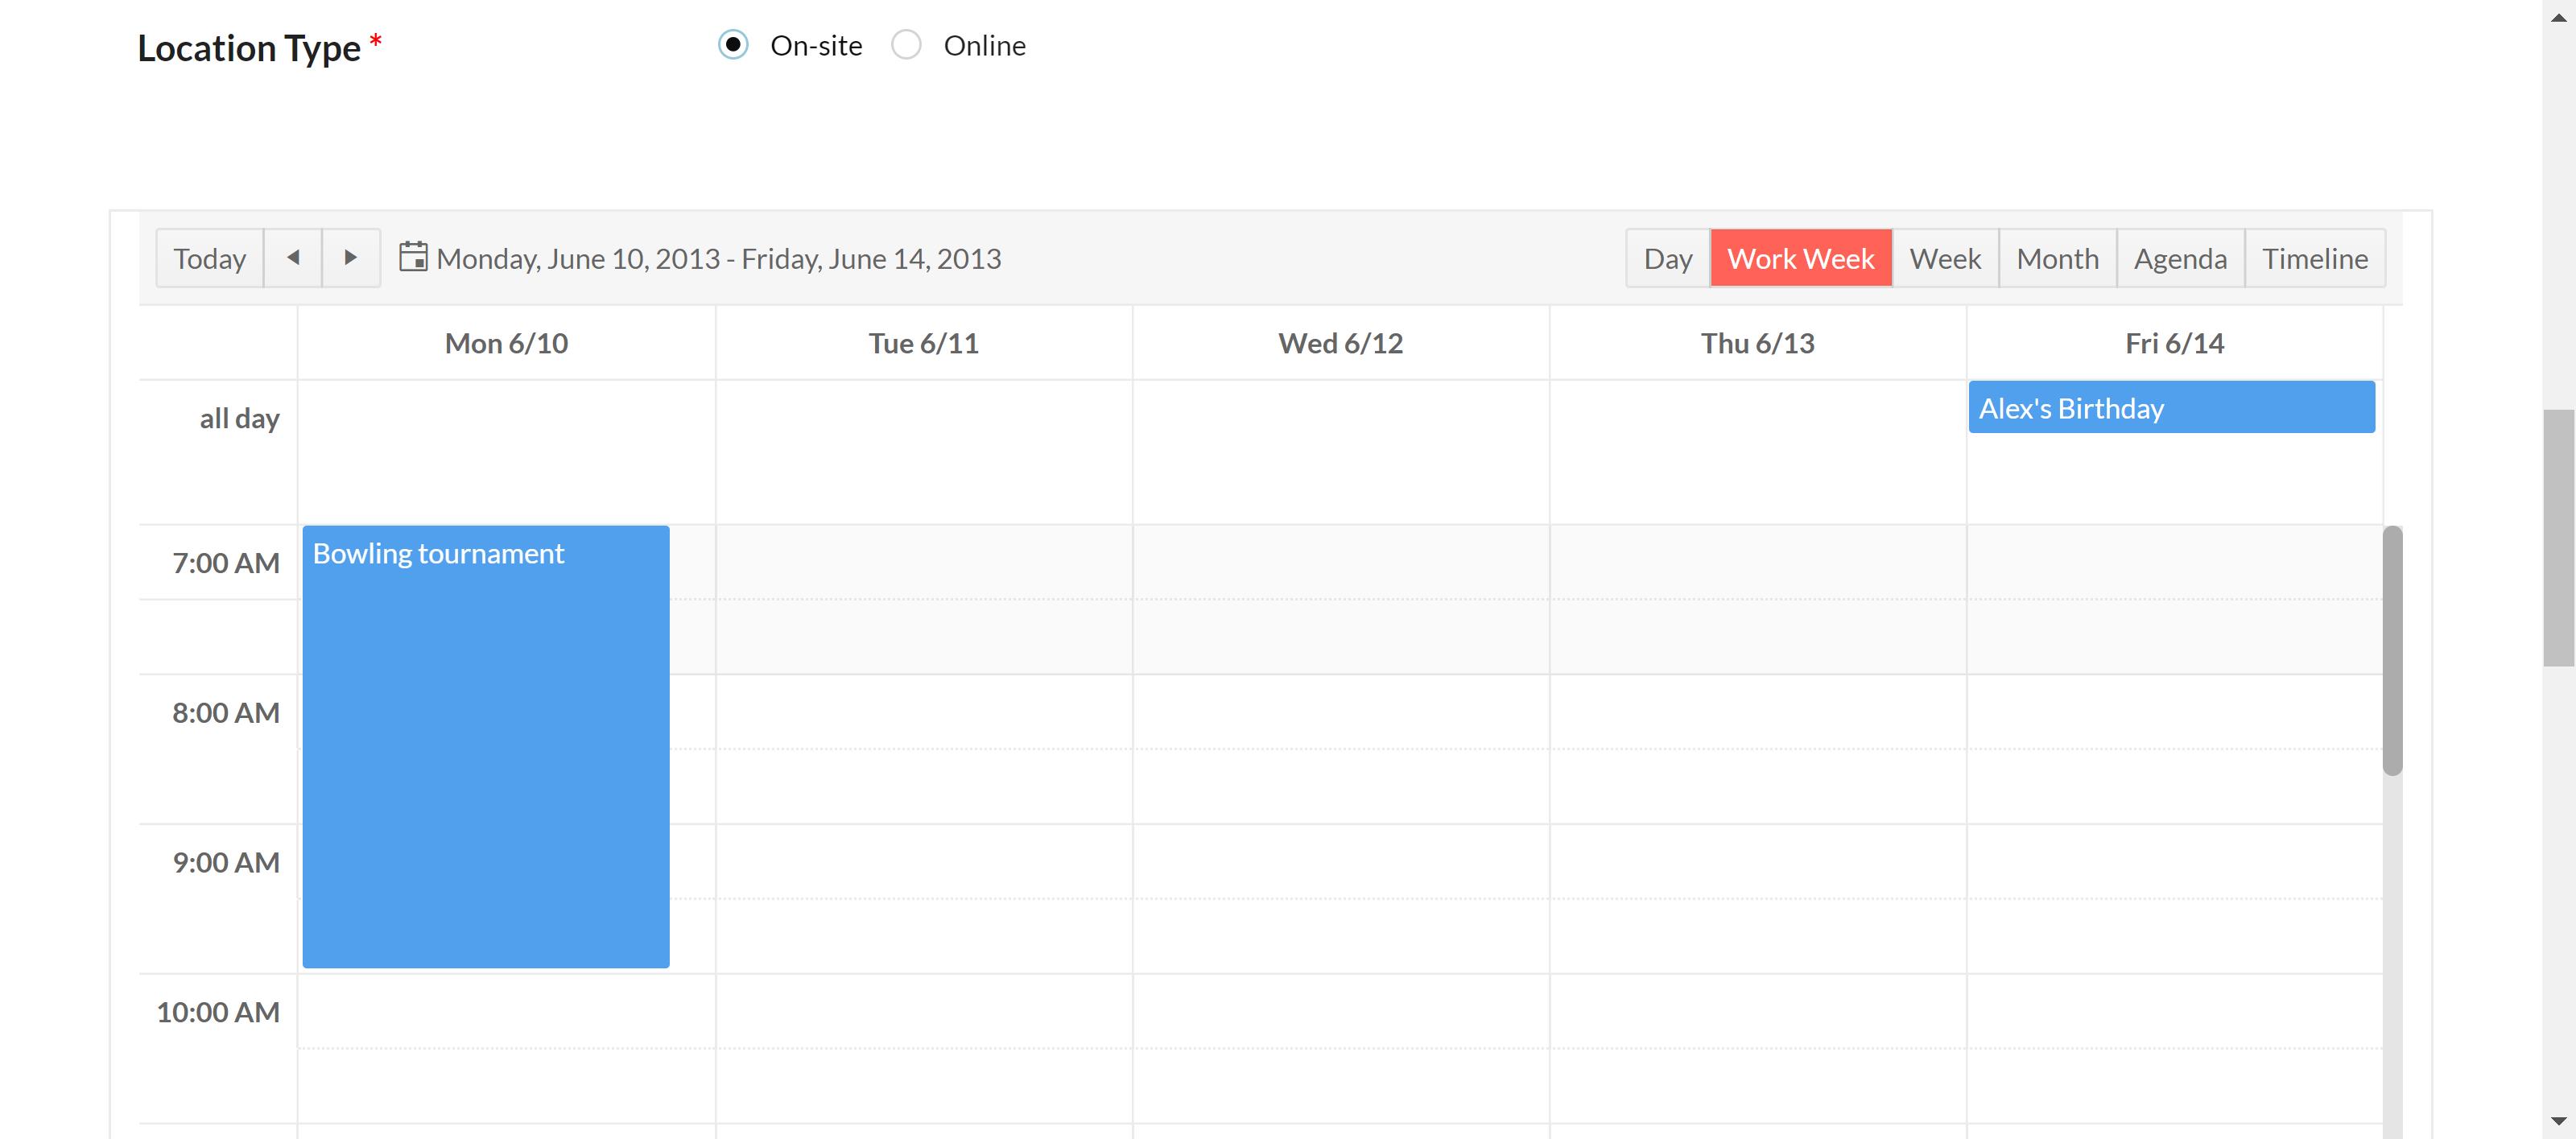 Location Type *
On-site Online
Today Monday, June 10, 2013 - Friday, June 14, 2013 Day Work Week Week Month Agenda Timeline
Mon 6/10 Tue 6/11 Wed 6/12 Thu 6/13 Fri 6/14
all day Alex's Birthday
7:00 AM Bowling tournament
8:00 AM
9:00 AM
10:00 AM